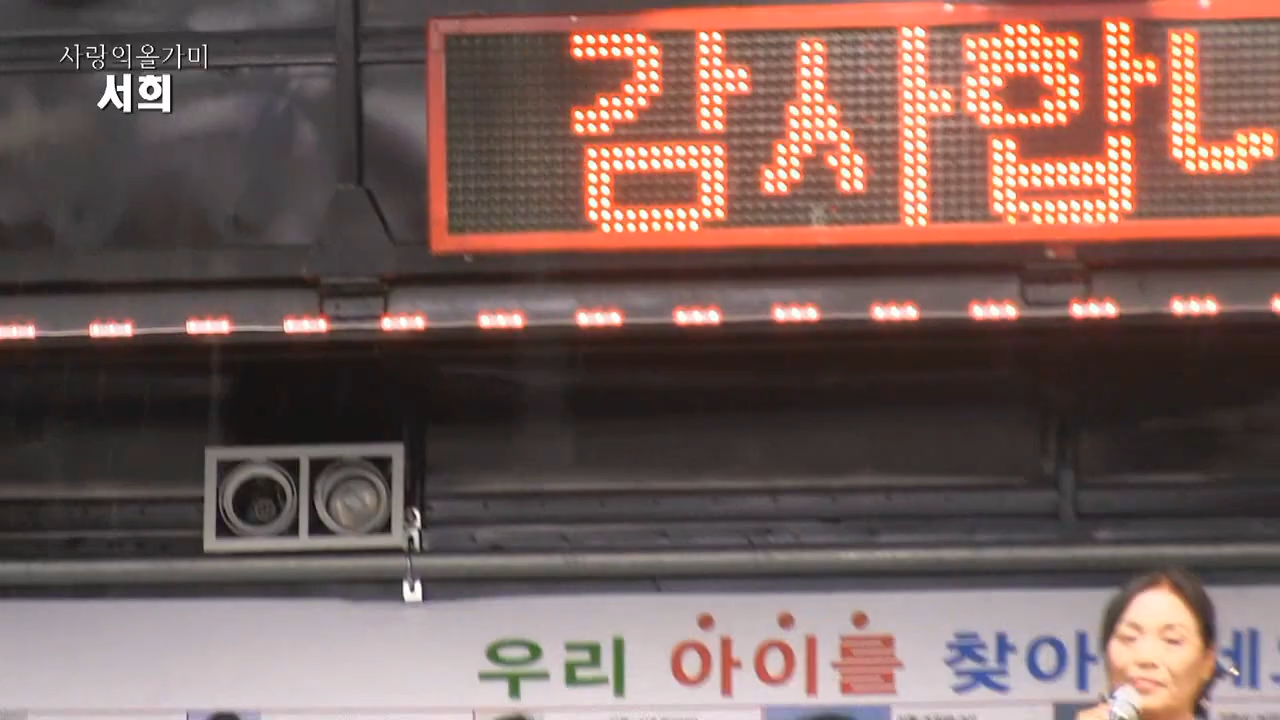 사랑의올가미
서희
감사합니
우리 아이를 찾아